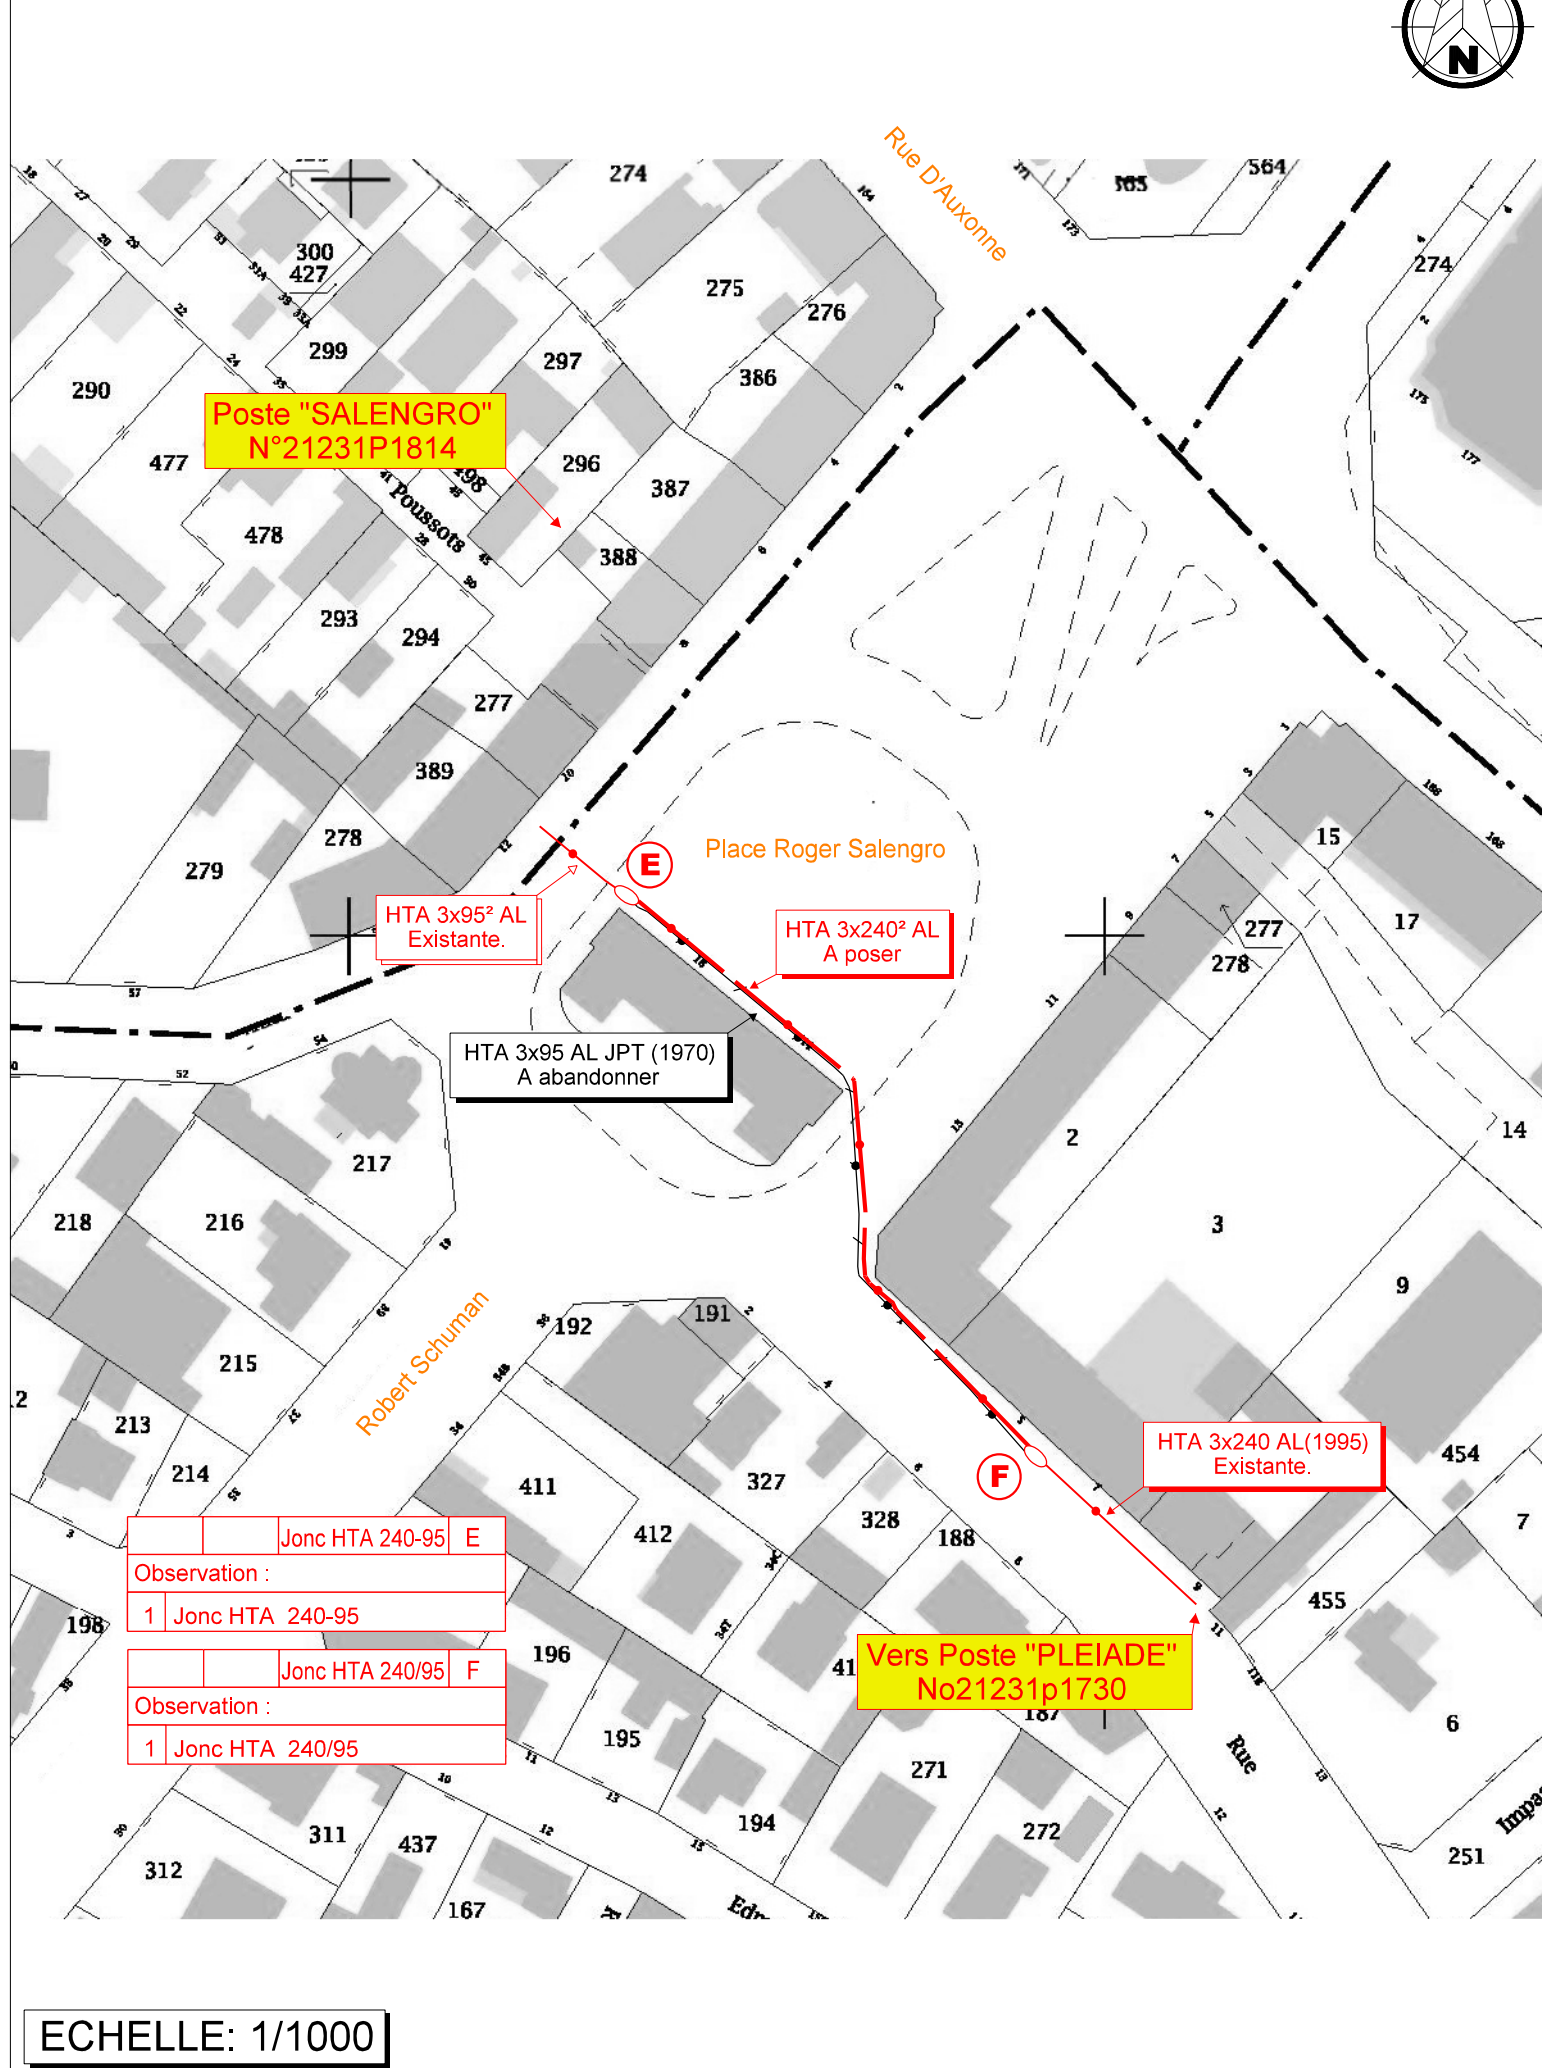 N
Rue D'Auxonne
274
365
564
300
427
275
276
274
299
297
386
290
Poste "SALENGRO"
N°21231P1814
477
498
296
387
Poussots
478
388
293
294
277
389
278
279
15
E
Place Roger Salengro
HTA 3x95² AL
Existante.
HTA 3x240² AL
A poser
277
17
278
HTA 3x95 AL JPT (1970)
A abandonner
2
14
217
218
216
3
9
192
191
Robert Schuman
215
213
214
HTA 3x240 AL(1995)
Existante.
454
F
327
411
328
412
188
7
Jonc HTA 240-95 E
Observation :
1 Jonc HTA 240-95
455
198
196
Jonc HTA 240/95 F
Observation :
1 Jonc HTA 240/95
41
Vers Poste "PLEIADE"
No21231p1730
187
195
6
Rue
271
194
272
311
437
312
251
167
ECHELLE: 1/1000